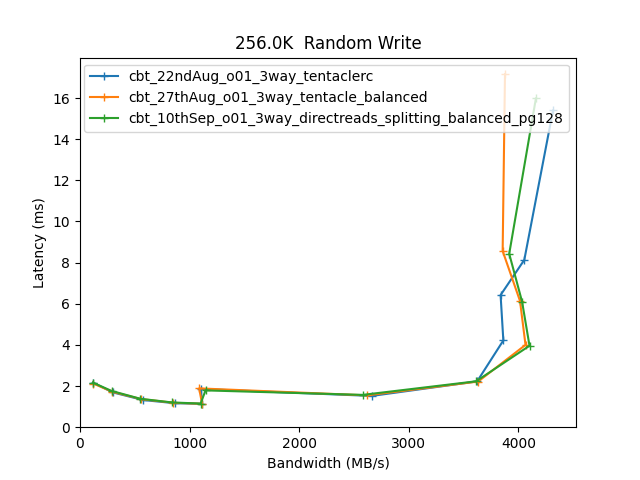 256.0K  Random Write
cbt_22ndAug_o01_3way_tentaclerc
cbt_27thAug_o01_3way_tentacle_balanced
cbt_10thSep_o01_3way_directreads_splitting_balanced_pg128
Latency (ms)
16
14
12
10
8
6
4
2
0
0 1000 2000 3000 4000
Bandwidth (MB/s)